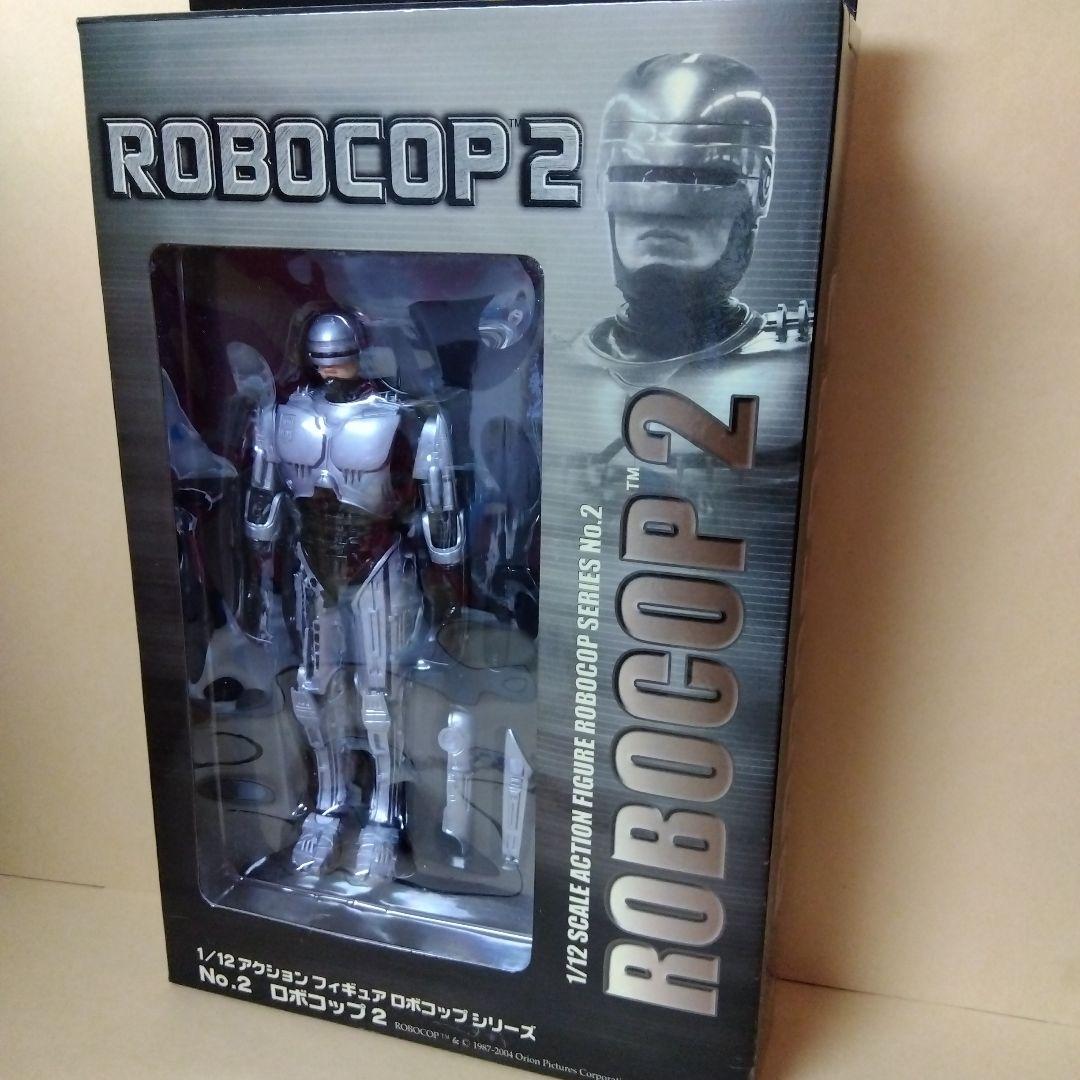 ROBOCOP™2
1/12 SCALE ACTION FIGURE ROBOCOP SERIES No.2
ROBOCOP™2
1/12 アクション フィギュア ロボコップ シリーズ
No.2 ロボコップ 2
ROBOCOP™ & © 1987-2004 Orion Pictures